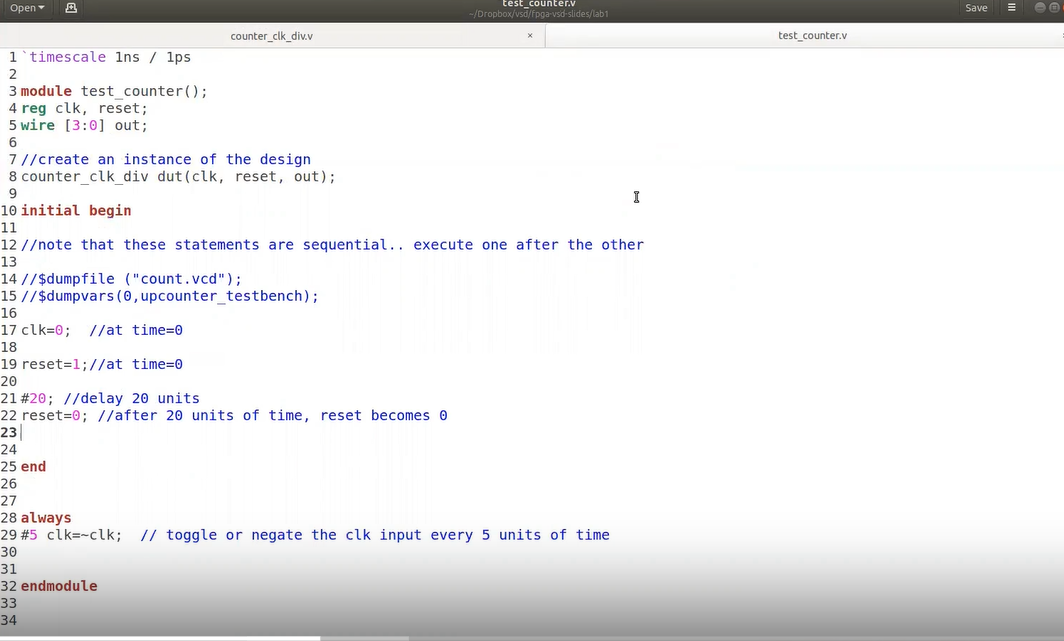 test_counter.v
Open
~/Dropbox/vsd/fpga-vsd-slides/lab1
Save
counter_clk_div.v × test_counter.v
1 `timescale 1ns / 1ps
2
3 module test_counter();
4 reg clk, reset;
5 wire [3:0] out;
6
7 //create an instance of the design
8 counter_clk_div dut(clk, reset, out);
9
10 initial begin
11
12 //note that these statements are sequential.. execute one after the other
13
14 //$dumpfile ("count.vcd");
15 //$dumpvars(0,upcounter_testbench);
16
17 clk=0;  //at time=0
18
19 reset=1;//at time=0
20
21 #20; //delay 20 units
22 reset=0; //after 20 units of time, reset becomes 0
23
24
25 end
26
27
28 always
29 #5 clk=~clk;  // toggle or negate the clk input every 5 units of time
30
31
32 endmodule
33
34